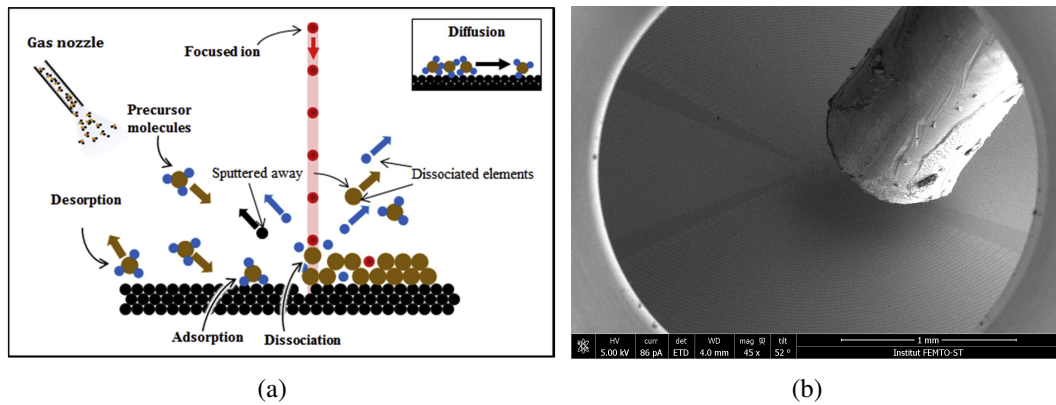 Focused ion
Diffusion
Gas nozzle
Precursor
molecules
Sputtered away
Dissociated elements
Desorption
Adsorption
Dissociation
HV curr det WD mag tilt
5.00 kV 86 pA ETD 4.0 mm 45 x 52 °
1 mm
Institut FEMTO-ST
(a)
(b)